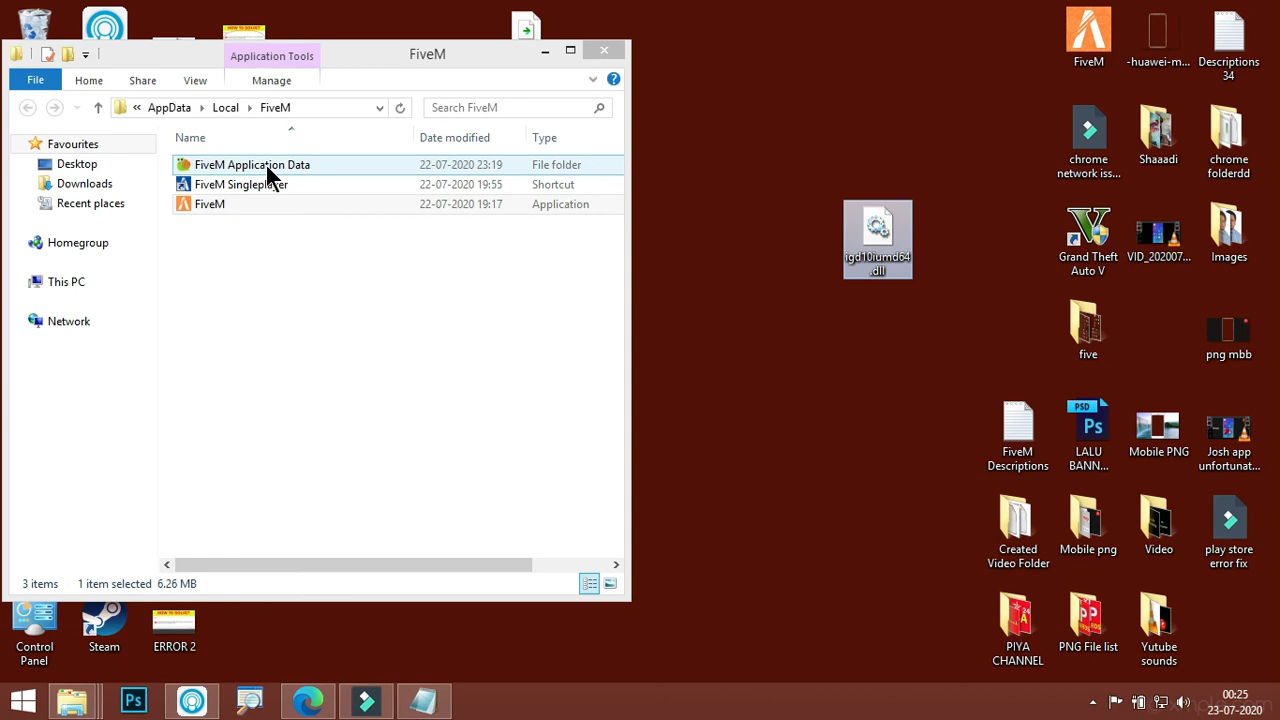 Application Tools
FiveM
File
Home
Share
View
Manage
AppData
Local
FiveM
Search FiveM
Name
Date modified
Type
Favourites
Desktop
Downloads
Recent places
Homegroup
This PC
Network
FiveM Application Data
22-07-2020 23:19
File folder
FiveM Singleplayer
22-07-2020 19:55
Shortcut
FiveM
22-07-2020 19:17
Application
3 items
1 item selected
6.26 MB
igd10iumd64
.dll
FiveM
-huawei-m...
Descriptions
34
chrome
network iss...
Shaaadi
chrome
folderdd
Grand Theft
Auto V
VID_202007...
Images
five
png mbb
FiveM
Descriptions
PSD
Ps
LALU
BANN...
Mobile PNG
Josh app
unfortunat...
Created
Video Folder
Mobile png
Video
play store
error fix
PIYA
CHANNEL
PNG File list
Yutube
sounds
Control
Panel
Steam
ERROR 2
Ps
00:25
23-07-2020